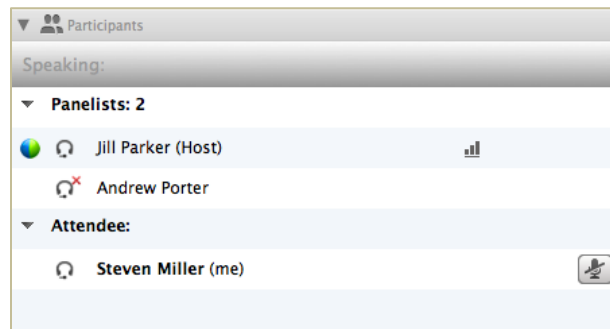 Participants
Speaking:
Panelists: 2
Jill Parker (Host)
Andrew Porter
Attendee:
Steven Miller (me)